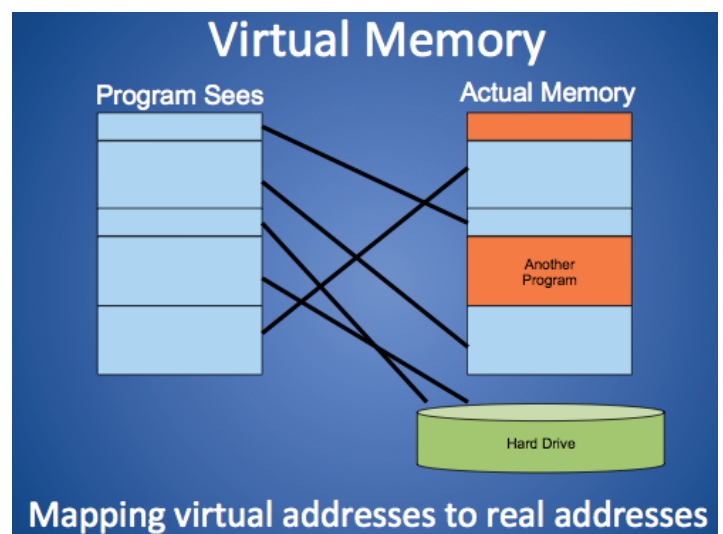 Virtual Memory
Program Sees
Actual Memory
Another
Program
Hard Drive
Mapping virtual addresses to real addresses